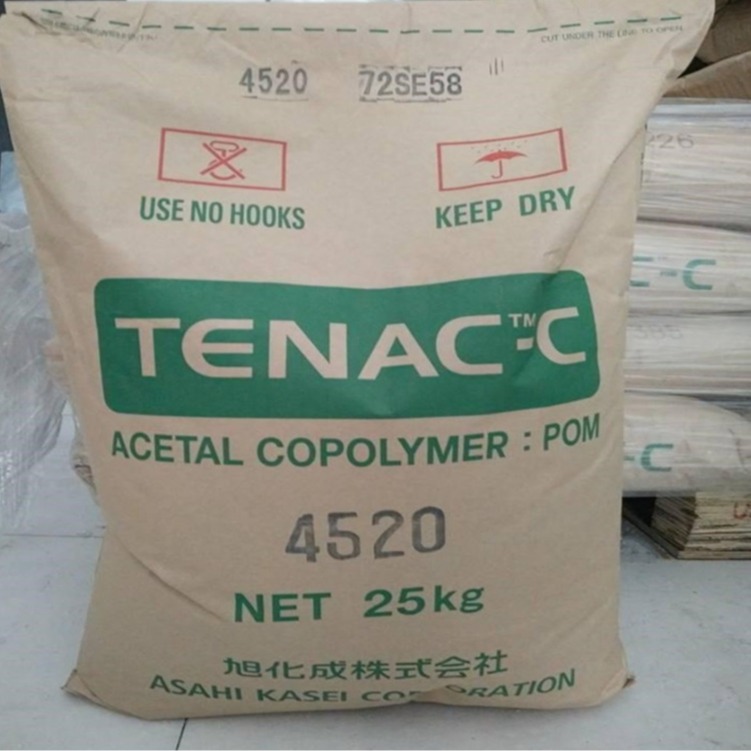 CUT UNDER THE LINE TO OPEN
4520 72SE58
USE NO HOOKS
KEEP DRY
TENAC™-C
ACETAL COPOLYMER : POM
4520
NET 25kg
旭化成株式会社
ASAHI KASEI
226
C-C
-C